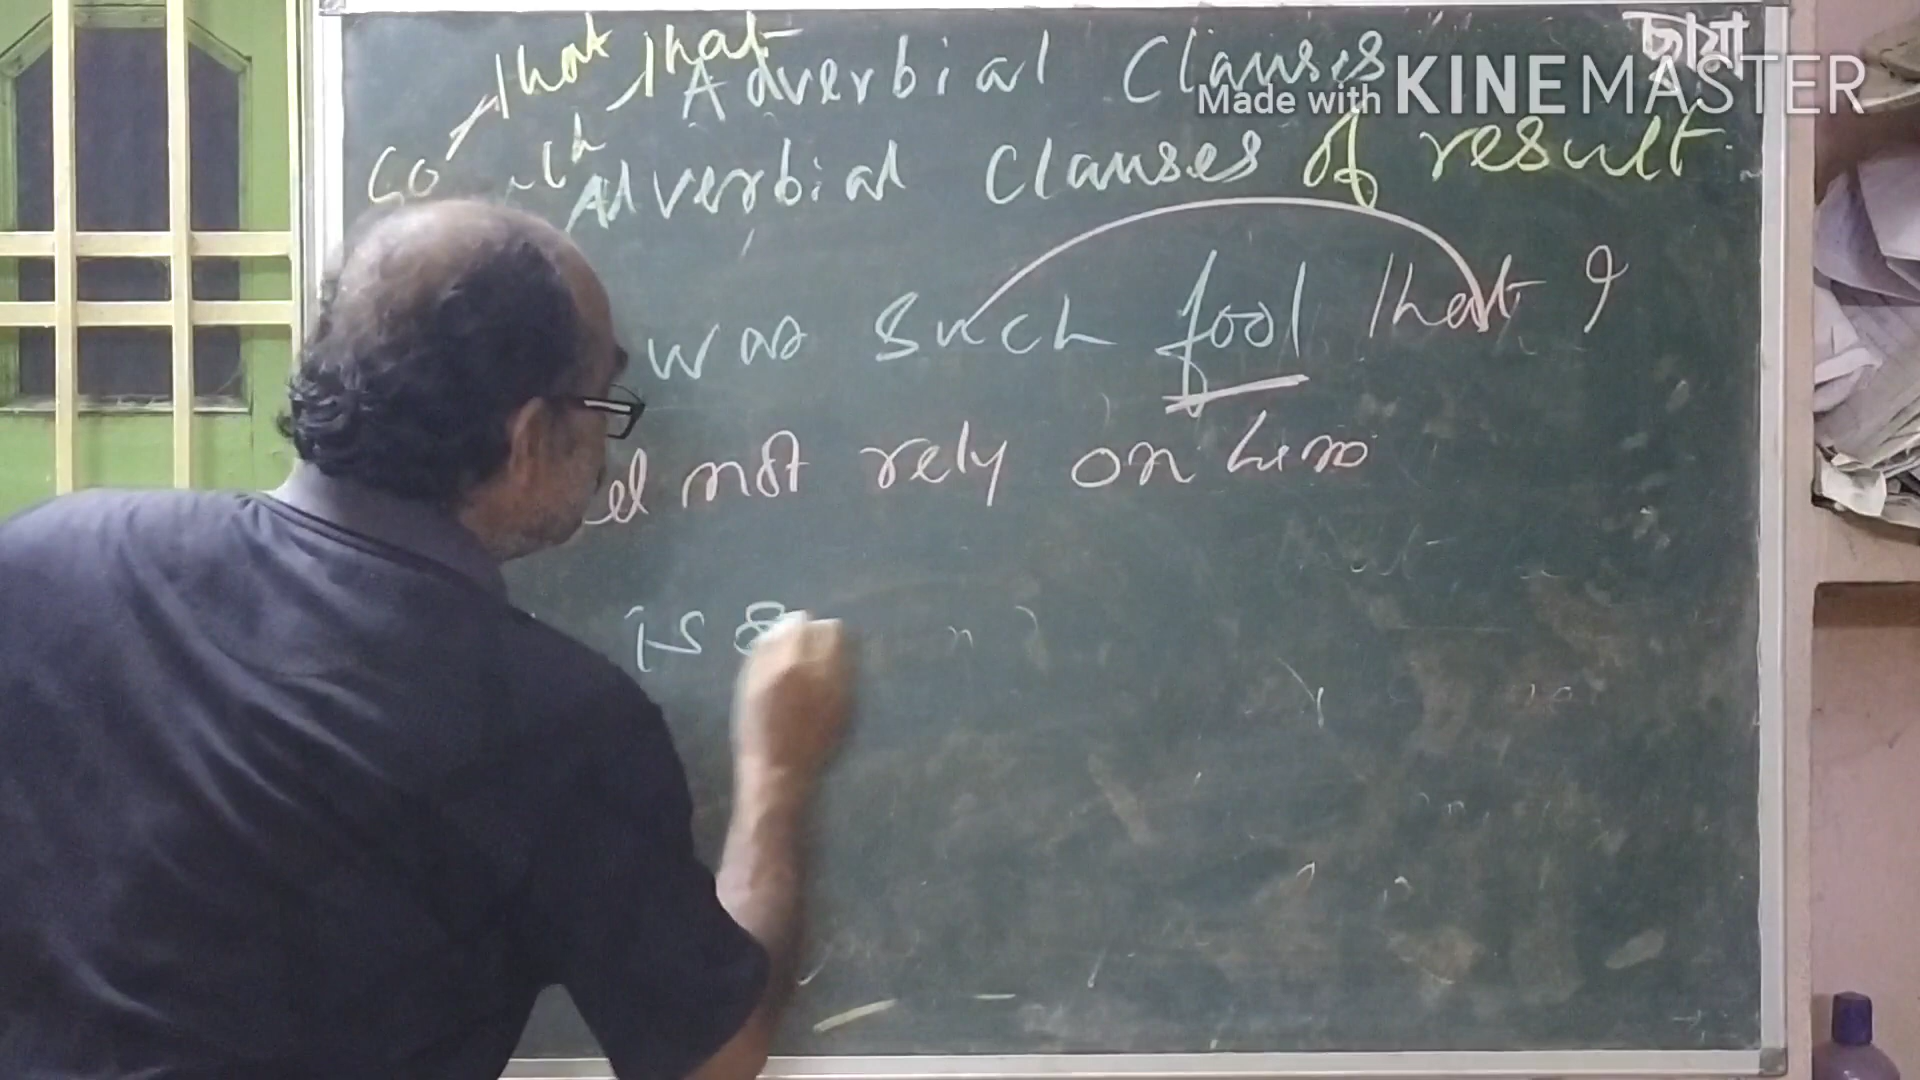 that, that Adverbial Clauses ছায়া
Made with KINEMASTER
So
Adverbial Clauses of result
was such fool that I
not rely on him
is